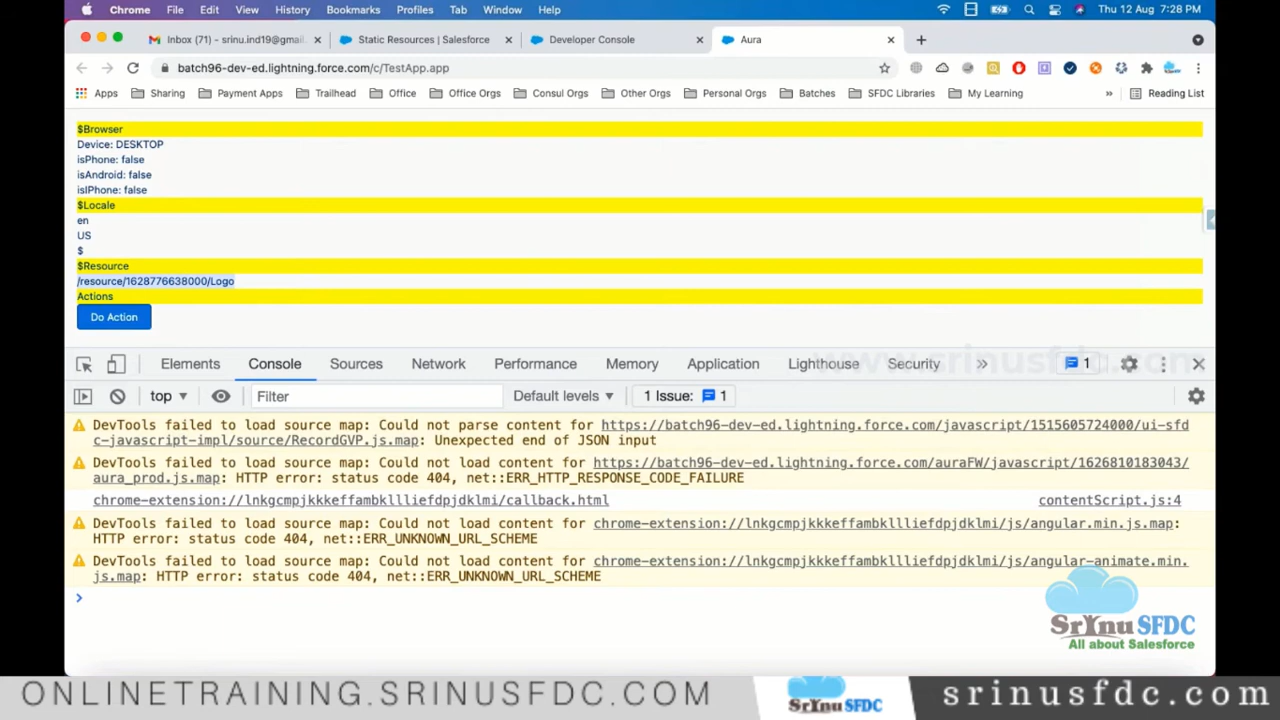 Chrome File Edit View History Bookmarks Profiles Tab Window Help Thu 12 Aug 7:28 PM
Inbox (71) - srinu.ind19@gmail. Static Resources | Salesforce Developer Console Aura
batch96-dev-ed.lightning.force.com/c/TestApp.app
Apps Sharing Payment Apps Trailhead Office Office Orgs Consul Orgs Other Orgs Personal Orgs Batches SFDC Libraries My Learning » Reading List
$Browser
Device: DESKTOP
isPhone: false
isAndroid: false
isIPhone: false
$Locale
en
US
$
$Resource
/resource/1628776638000/Logo
Actions
Do Action
Elements Console Sources Network Performance Memory Application Lighthouse Security » 1
www.srinusfdc.com
top Filter Default levels 1 Issue: 1
DevTools failed to load source map: Could not parse content for https://batch96-dev-ed.lightning.force.com/javascript/1515605724000/ui-sfd
c-javascript-impl/source/RecordGVP.js.map: Unexpected end of JSON input
DevTools failed to load source map: Could not load content for https://batch96-dev-ed.lightning.force.com/auraFW/javascript/1626810183043/
aura_prod.js.map: HTTP error: status code 404, net::ERR_HTTP_RESPONSE_CODE_FAILURE
chrome-extension://lnkgcmpjkkkeffambkllliefdpjdklmi/callback.html contentScript.js:4
DevTools failed to load source map: Could not load content for chrome-extension://lnkgcmpjkkkeffambkllliefdpjdklmi/js/angular.min.js.map:
HTTP error: status code 404, net::ERR_UNKNOWN_URL_SCHEME
DevTools failed to load source map: Could not load content for chrome-extension://lnkgcmpjkkkeffambkllliefdpjdklmi/js/angular-animate.min.
js.map: HTTP error: status code 404, net::ERR_UNKNOWN_URL_SCHEME
>
SrYnu SFDC
All about Salesforce
ONLINETRAINING.SRINUSFDC.COM SrYnu SFDC srinusfdc.com